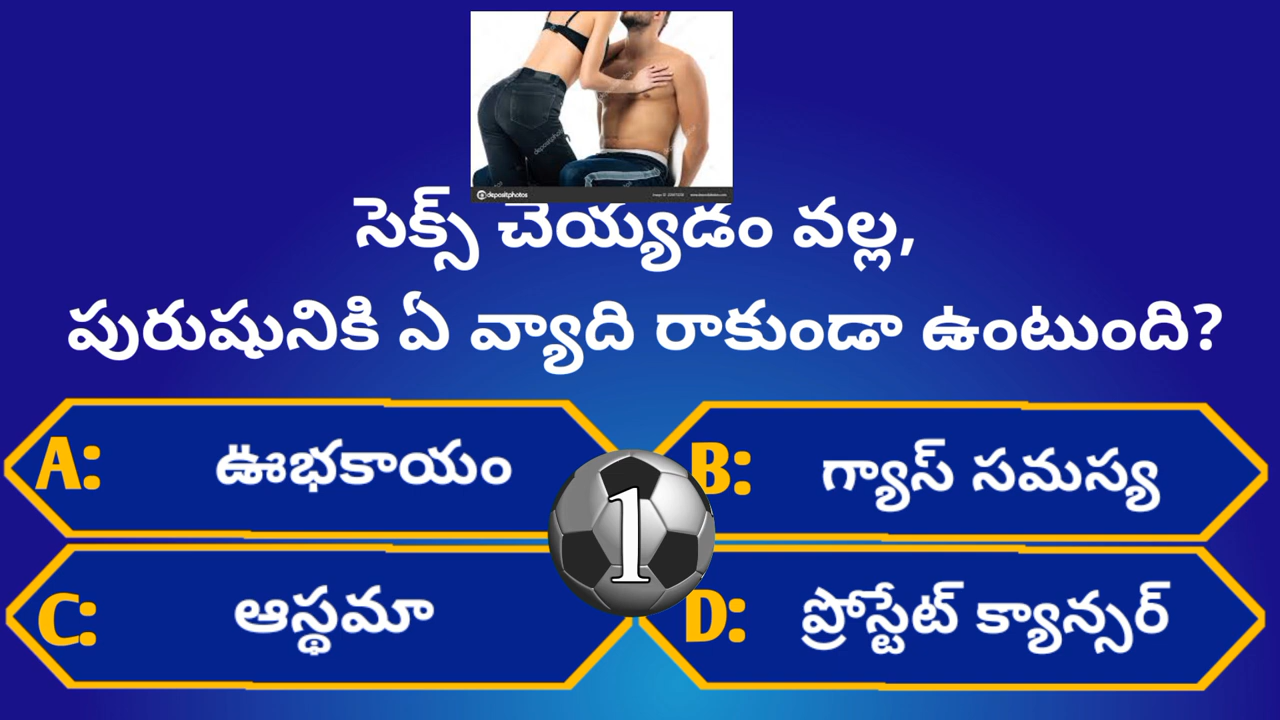 depositphotos
సెక్స్ చెయ్యడం వల్ల,
పురుషునికి ఏ వ్యాది రాకుండా ఉంటుంది?
A: ఊభకాయం
B: గ్యాస్ సమస్య
1
C: ఆస్థమా
D: ప్రోస్టేట్ క్యాన్సర్